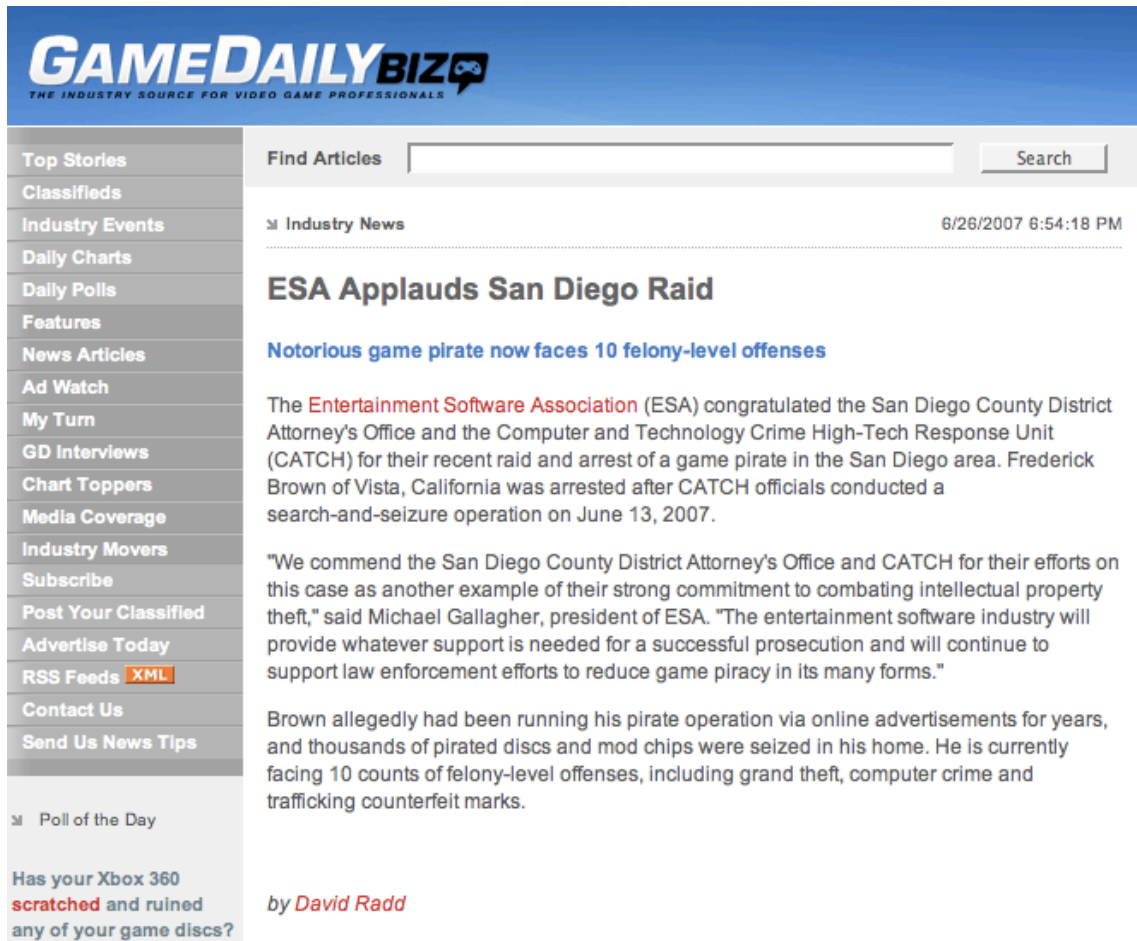 GAMEDAILYBIZ
THE INDUSTRY SOURCE FOR VIDEO GAME PROFESSIONALS
Top Stories
Classifieds
Industry Events
Daily Charts
Daily Polls
Features
News Articles
Ad Watch
My Turn
GD Interviews
Chart Toppers
Media Coverage
Industry Movers
Subscribe
Post Your Classified
Advertise Today
RSS Feeds XML
Contact Us
Send Us News Tips
Poll of the Day
Has your Xbox 360
scratched and ruined
any of your game discs?
Find Articles Search
Industry News 6/26/2007 6:54:18 PM
ESA Applauds San Diego Raid
Notorious game pirate now faces 10 felony-level offenses
The Entertainment Software Association (ESA) congratulated the San Diego County District
Attorney's Office and the Computer and Technology Crime High-Tech Response Unit
(CATCH) for their recent raid and arrest of a game pirate in the San Diego area. Frederick
Brown of Vista, California was arrested after CATCH officials conducted a
search-and-seizure operation on June 13, 2007.
"We commend the San Diego County District Attorney's Office and CATCH for their efforts on
this case as another example of their strong commitment to combating intellectual property
theft," said Michael Gallagher, president of ESA. "The entertainment software industry will
provide whatever support is needed for a successful prosecution and will continue to
support law enforcement efforts to reduce game piracy in its many forms."
Brown allegedly had been running his pirate operation via online advertisements for years,
and thousands of pirated discs and mod chips were seized in his home. He is currently
facing 10 counts of felony-level offenses, including grand theft, computer crime and
trafficking counterfeit marks.
by David Radd